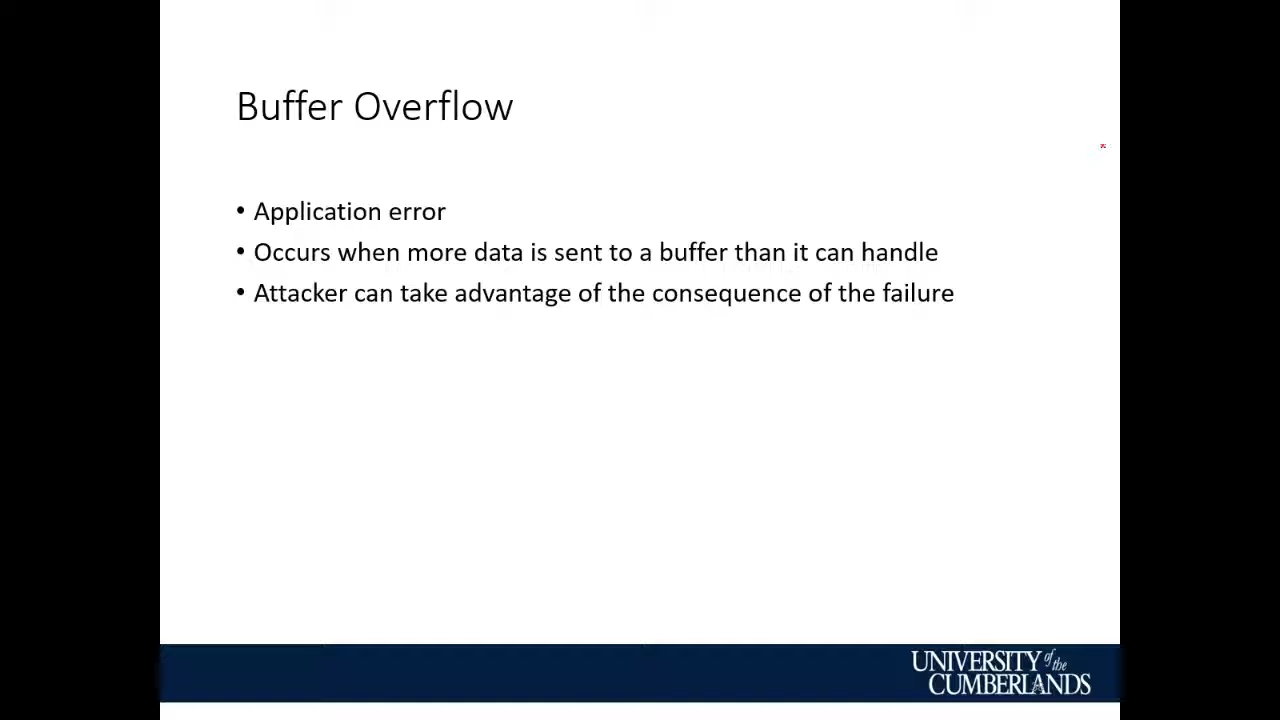 Buffer Overflow
• Application error
• Occurs when more data is sent to a buffer than it can handle
• Attacker can take advantage of the consequence of the failure
UNIVERSITY of the
CUMBERLANDS